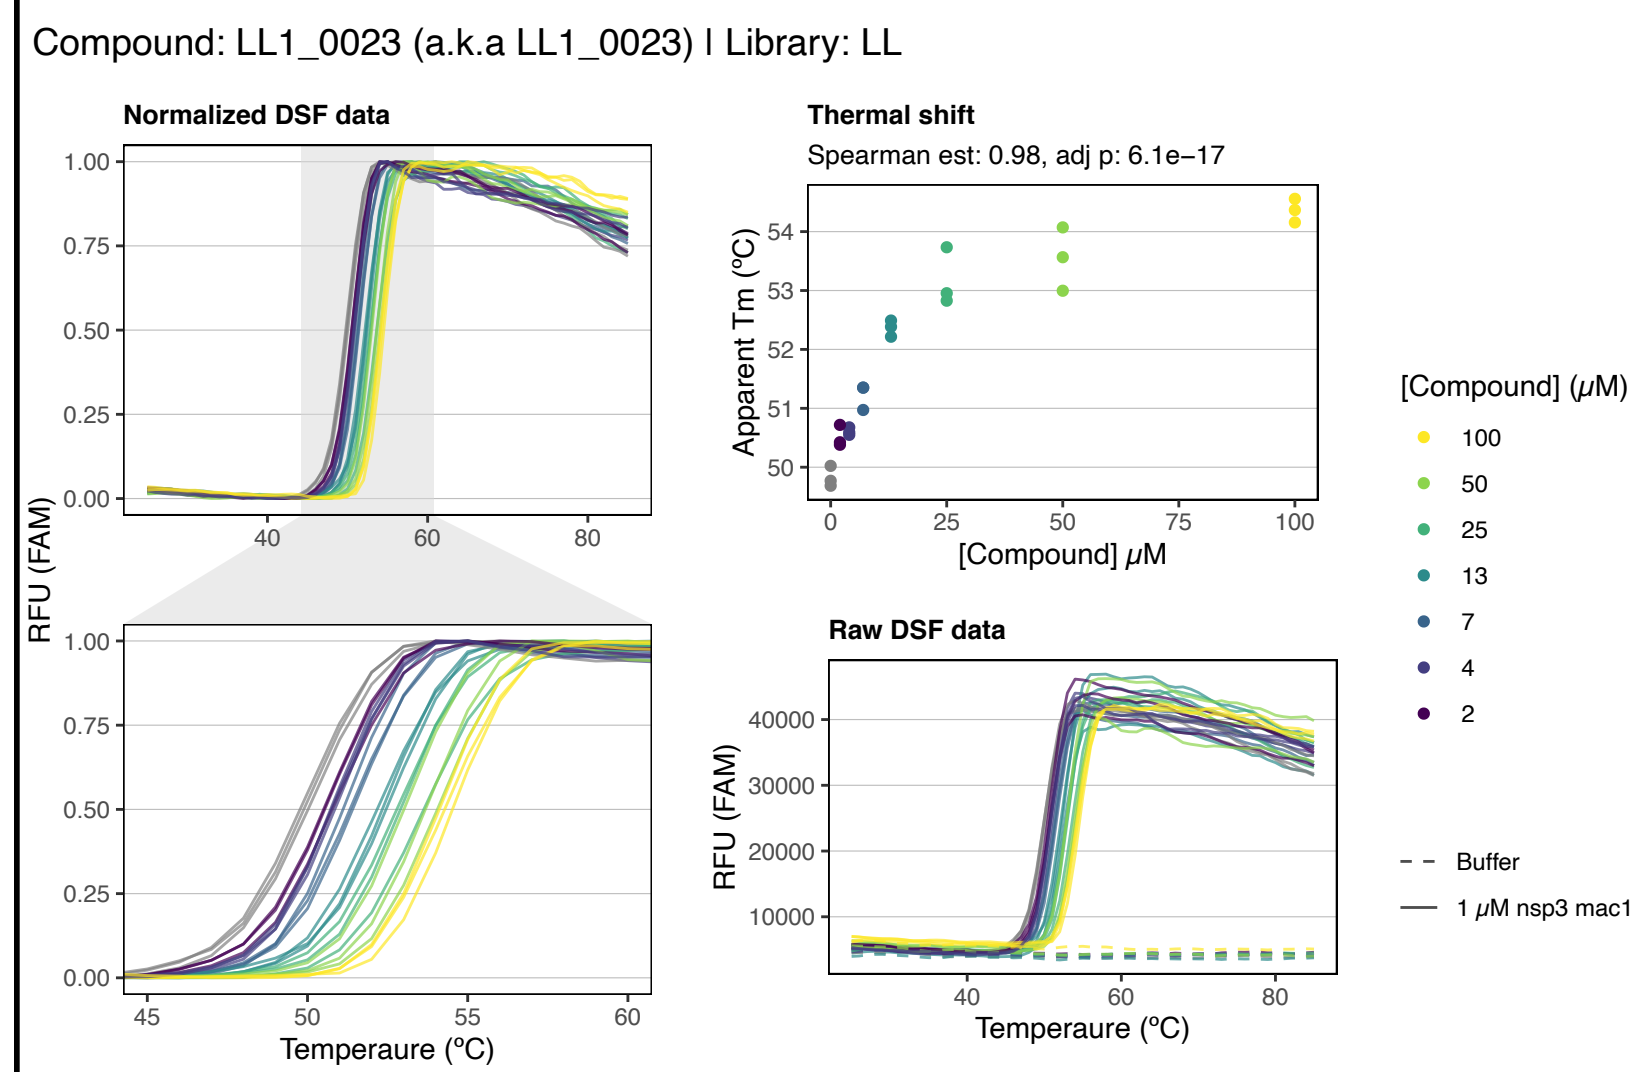 Compound: LL1_0023 (a.k.a LL1_0023) | Library: LL
Normalized DSF data
1.00
0.75
0.50
0.25
0.00
40
60
80
RFU (FAM)
1.00
0.75
0.50
0.25
0.00
45
50
55
60
Temperaure (ºC)
Thermal shift
Spearman est: 0.98, adj p: 6.1e−17
Apparent Tm (ºC)
54
53
52
51
50
0
25
50
75
100
[Compound] µM
Raw DSF data
RFU (FAM)
40000
30000
20000
10000
40
60
80
Temperaure (ºC)
[Compound] (µM)
100
50
25
13
7
4
2
Buffer
1 µM nsp3 mac1